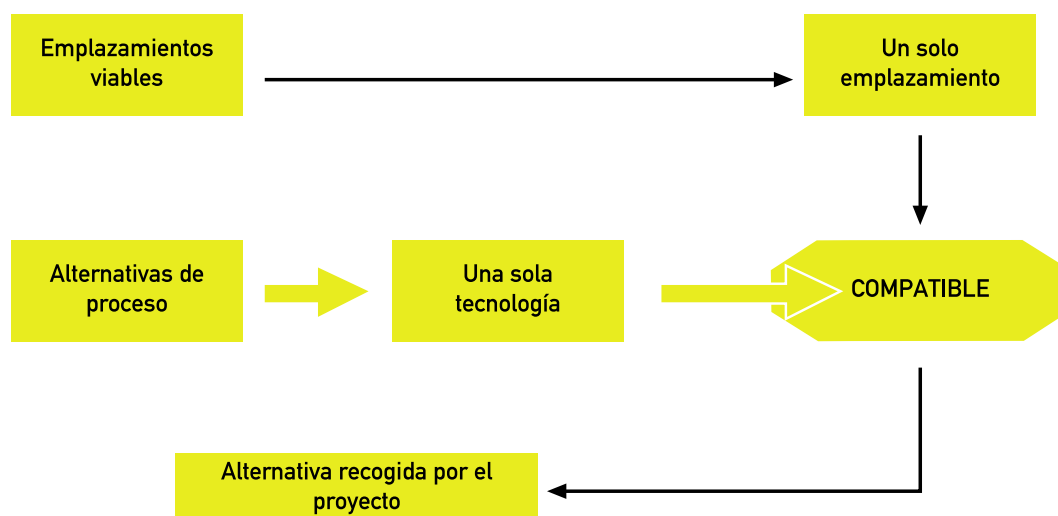 Emplazamientos
viables
Un solo
emplazamiento
Alternativas de
proceso
Una sola
tecnología
COMPATIBLE
Alternativa recogida por el
proyecto